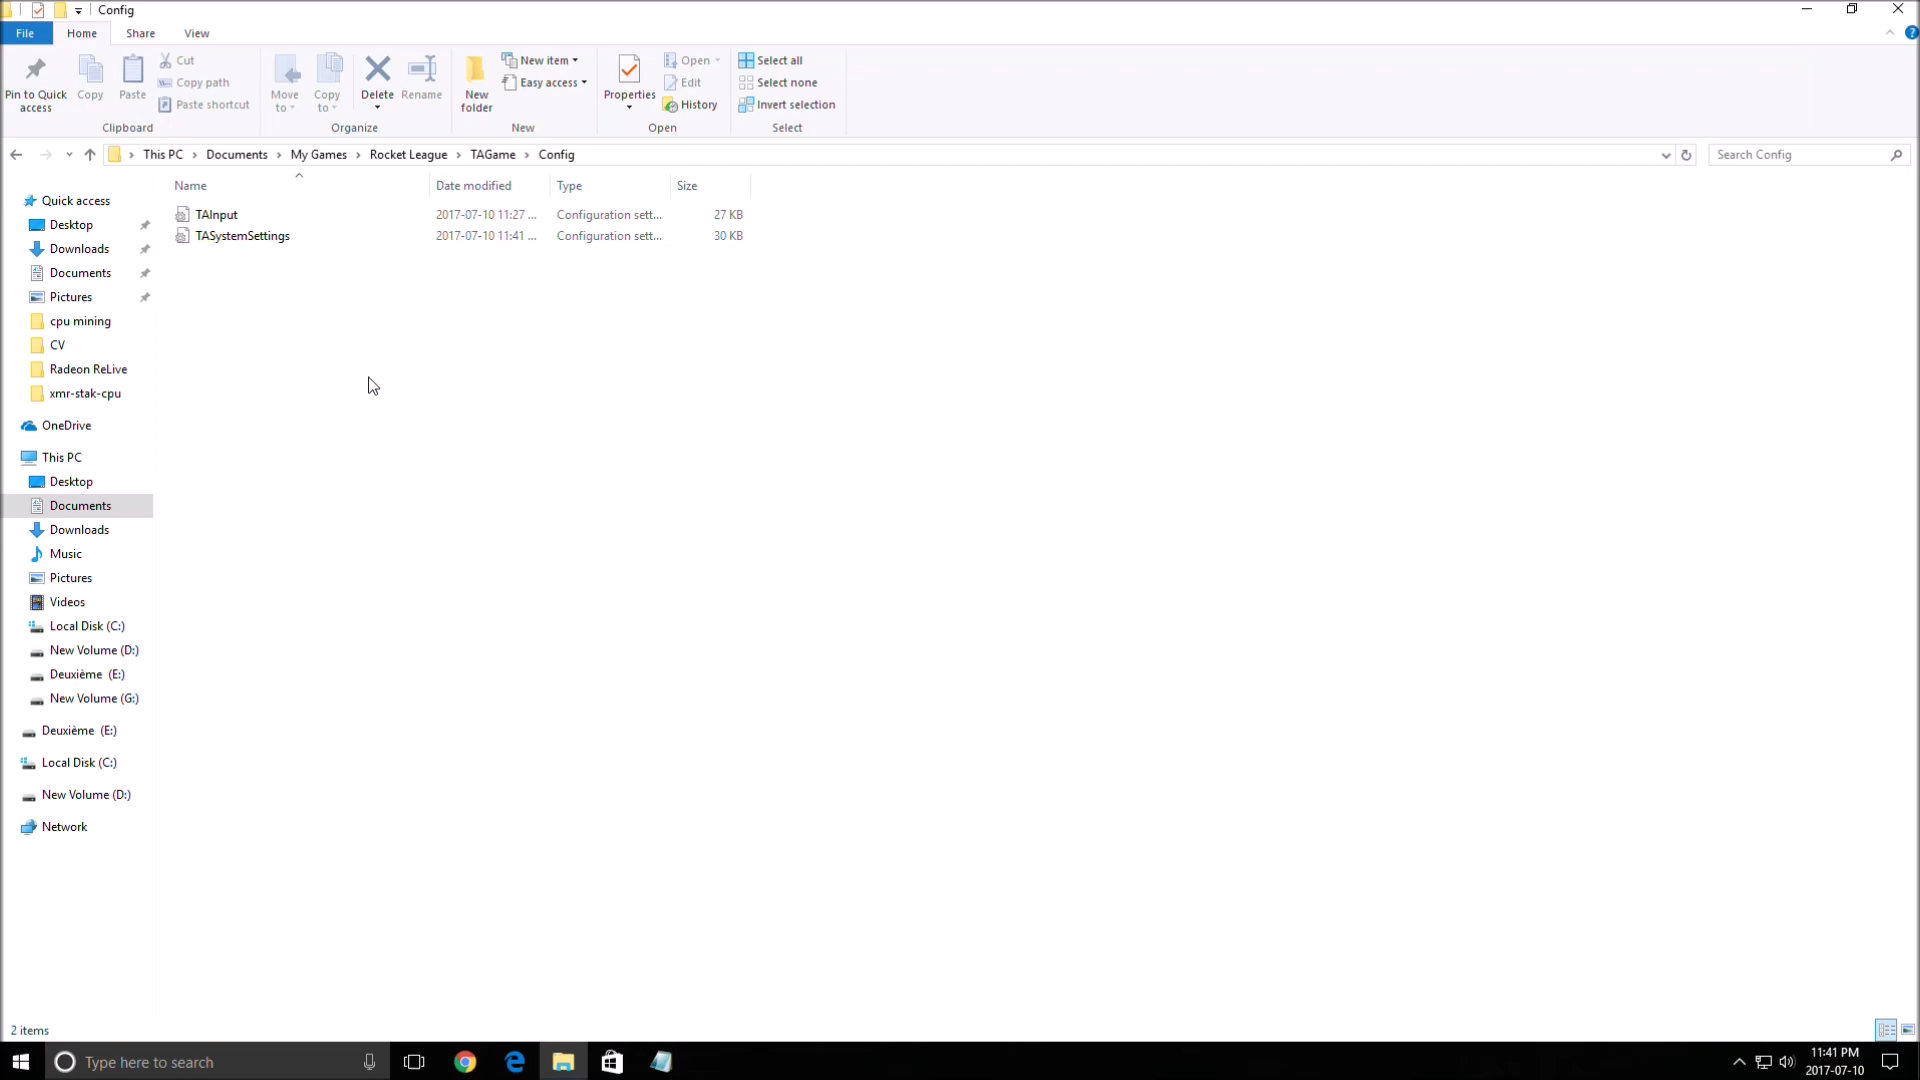 Config
File
Home
Share
View
Pin to Quick access
Copy
Paste
Cut
Copy path
Paste shortcut
Clipboard
Move to
Copy to
Delete
Rename
Organize
New folder
New item
Easy access
New
Properties
Open
Edit
History
Open
Select all
Select none
Invert selection
Select
This PC > Documents > My Games > Rocket League > TAGame > Config
Search Config
Name
Date modified
Type
Size
TAInput 2017-07-10 11:27 ... Configuration sett... 27 KB
TASystemSettings 2017-07-10 11:41 ... Configuration sett... 30 KB
Quick access
Desktop
Downloads
Documents
Pictures
cpu mining
CV
Radeon ReLive
xmr-stak-cpu
OneDrive
This PC
Desktop
Documents
Downloads
Music
Pictures
Videos
Local Disk (C:)
New Volume (D:)
Deuxième (E:)
New Volume (G:)
Deuxième (E:)
Local Disk (C:)
New Volume (D:)
Network
2 items
Type here to search
11:41 PM
2017-07-10